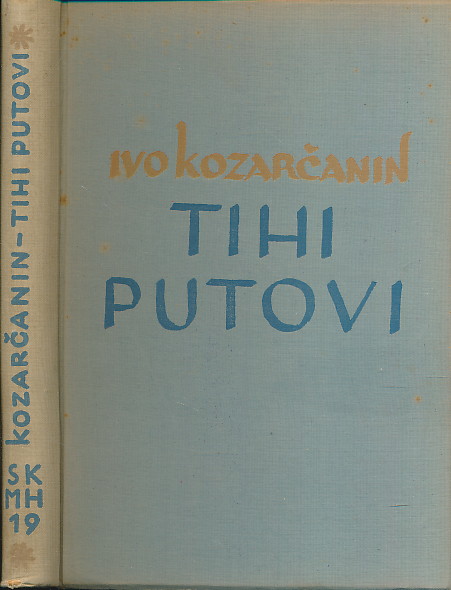 IVO KOZARČANIN
TIHI
PUTOVI
KOZARČANIN – TIHI PUTOVI
SK
MH
19